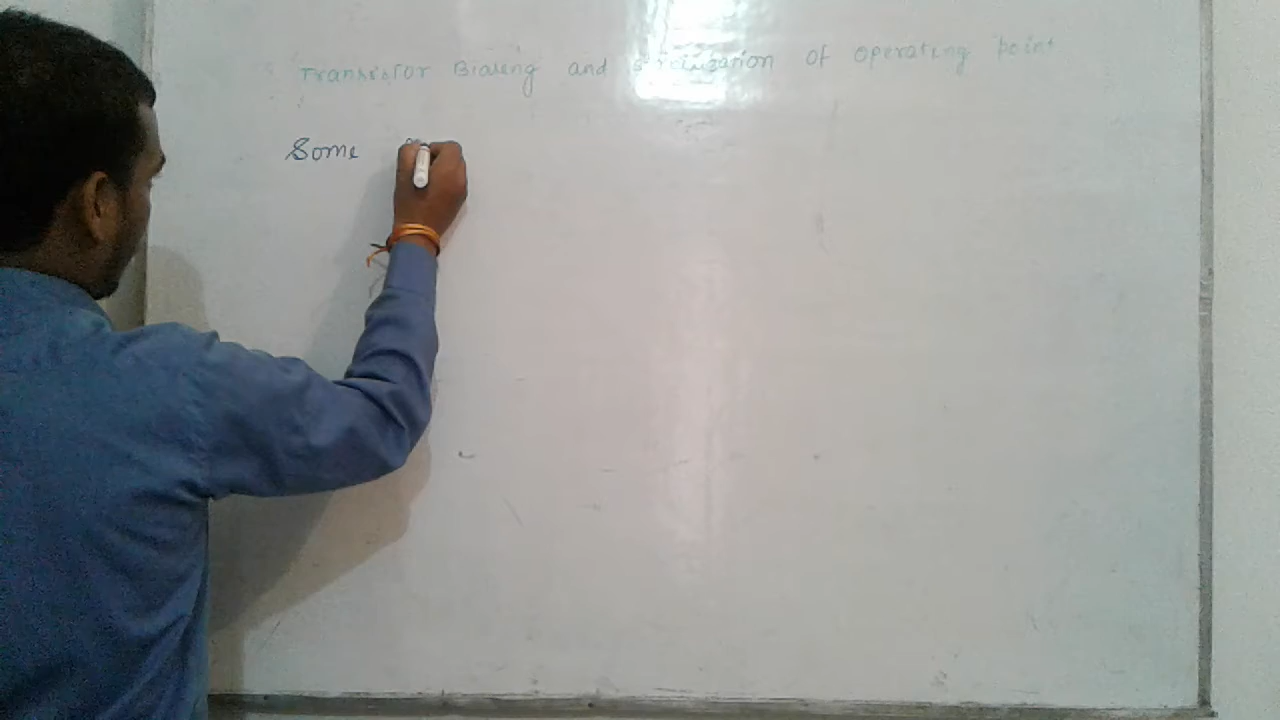 Transistor Biasing and Stabilization of operating point
Some